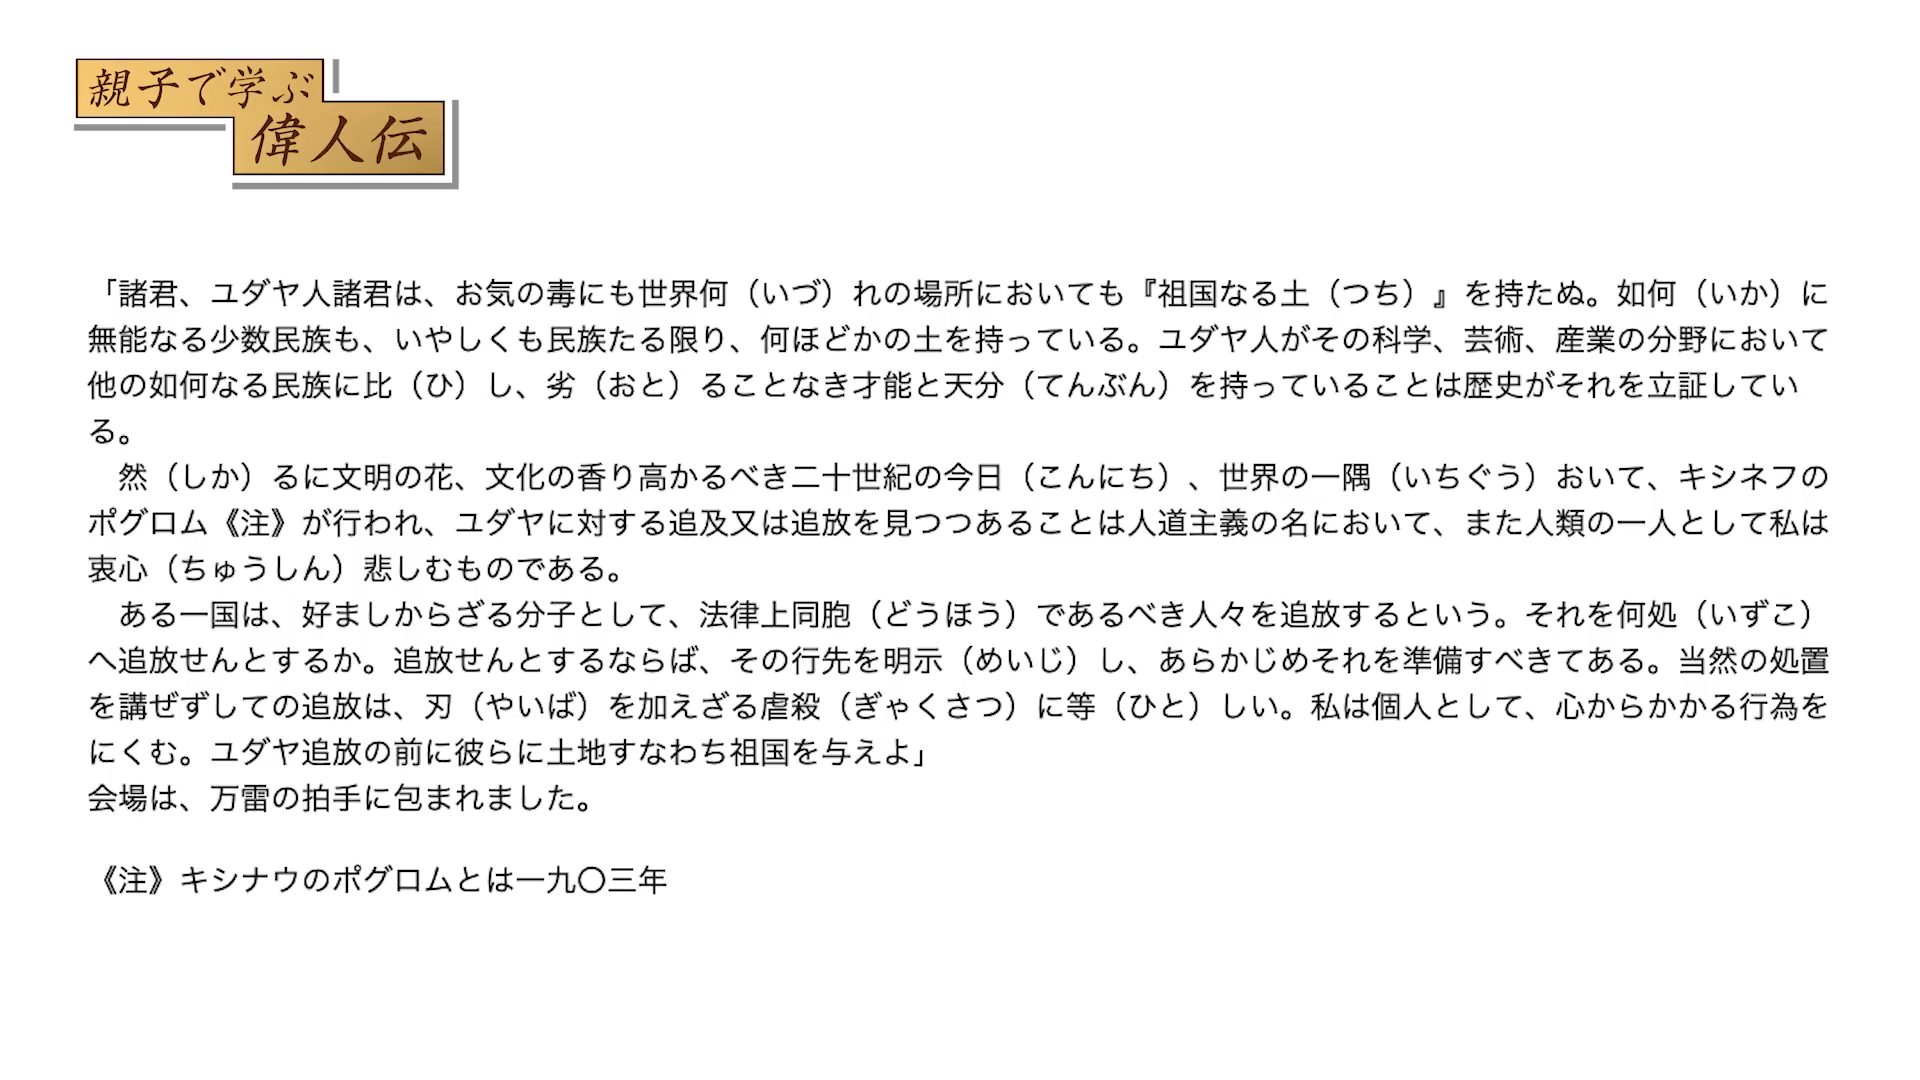 親子で学ぶ
偉人伝
「諸君、ユダヤ人諸君は、お気の毒にも世界何（いづ）れの場所においても『祖国なる土（つち）』を持たぬ。如何（いか）に
無能なる少数民族も、いやしくも民族たる限り、何ほどかの土を持っている。ユダヤ人がその科学、芸術、産業の分野において
他の如何なる民族に比（ひ）し、劣（おと）ることなき才能と天分（てんぶん）を持っていることは歴史がそれを立証してい
る。
　然（しか）るに文明の花、文化の香り高かるべき二十世紀の今日（こんにち）、世界の一隅（いちぐう）おいて、キシネフの
ポグロム《注》が行われ、ユダヤに対する追及又は追放を見つつあることは人道主義の名において、また人類の一人として私は
衷心（ちゅうしん）悲しむものである。
　ある一国は、好ましからざる分子として、法律上同胞（どうほう）であるべき人々を追放するという。それを何処（いずこ）
へ追放せんとするか。追放せんとするならば、その行先を明示（めいじ）し、あらかじめそれを準備すべきてある。当然の処置
を講ぜずしての追放は、刃（やいば）を加えざる虐殺（ぎゃくさつ）に等（ひと）しい。私は個人として、心からかかる行為を
にくむ。ユダヤ追放の前に彼らに土地すなわち祖国を与えよ」
会場は、万雷の拍手に包まれました。
《注》キシナウのポグロムとは一九〇三年